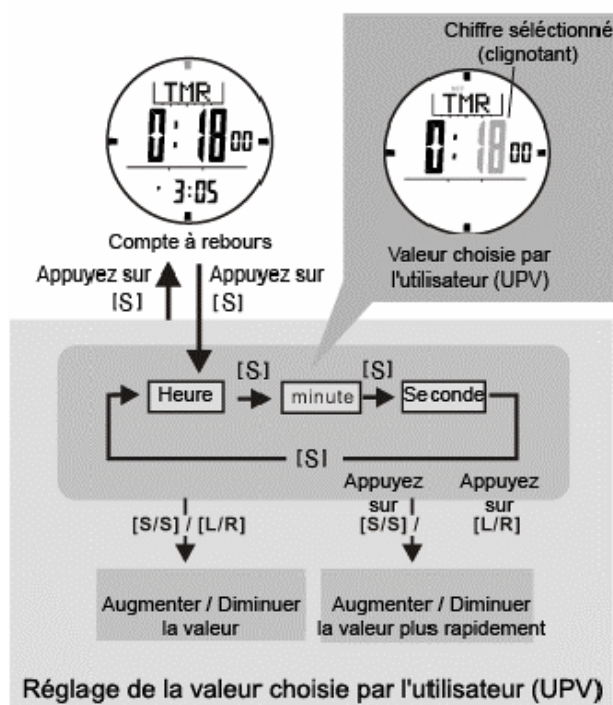 Chiffre séléctionné
(clignotant)
TMR
0: 18 00
3:05
Compte à rebours
TMR
0: 18 00
Valeur choisie par
l'utilisateur (UPV)
Appuyez sur
[S]
Appuyez sur
[S]
Heure
[S]
minute
[S]
Seconde
[S]
[S/S] / [L/R]
Appuyez
sur
[S/S] /
Appuyez
sur
[L/R]
Augmenter / Diminuer
la valeur
Augmenter / Diminuer
la valeur plus rapidement
Réglage de la valeur choisie par l'utilisateur (UPV)